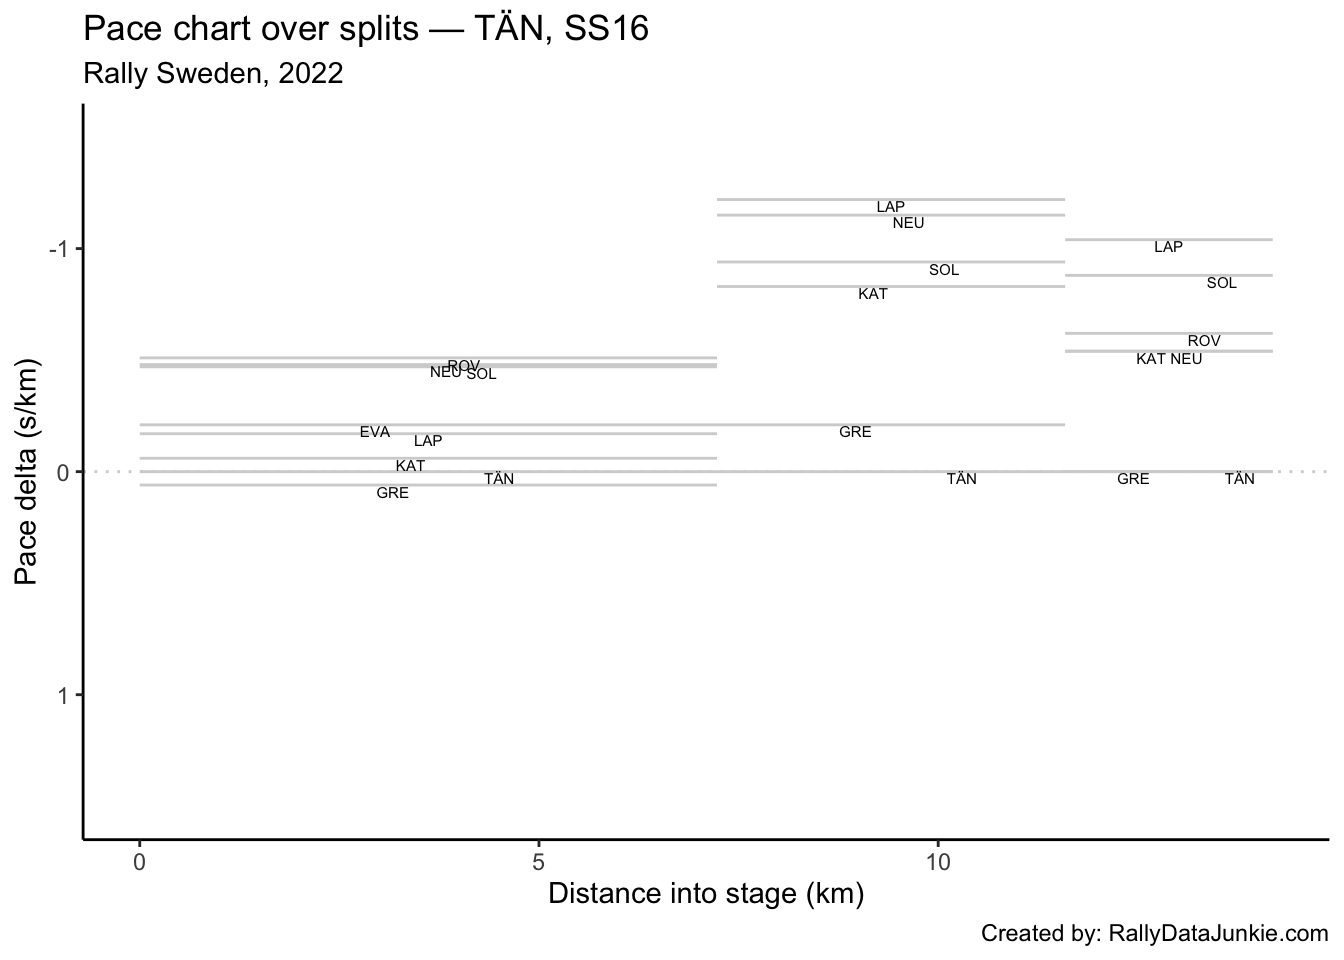 Pace chart over splits — TÄN, SS16
Rally Sweden, 2022
LAP
NEU
LAP
SOL
SOL
KAT
ROV
KAT NEU
ROV
NEU SOL
EVA
GRE
LAP
KAT
TÄN
TÄN
GRE
TÄN
GRE
-1
0
1
Pace delta (s/km)
0
5
10
Distance into stage (km)
Created by: RallyDataJunkie.com